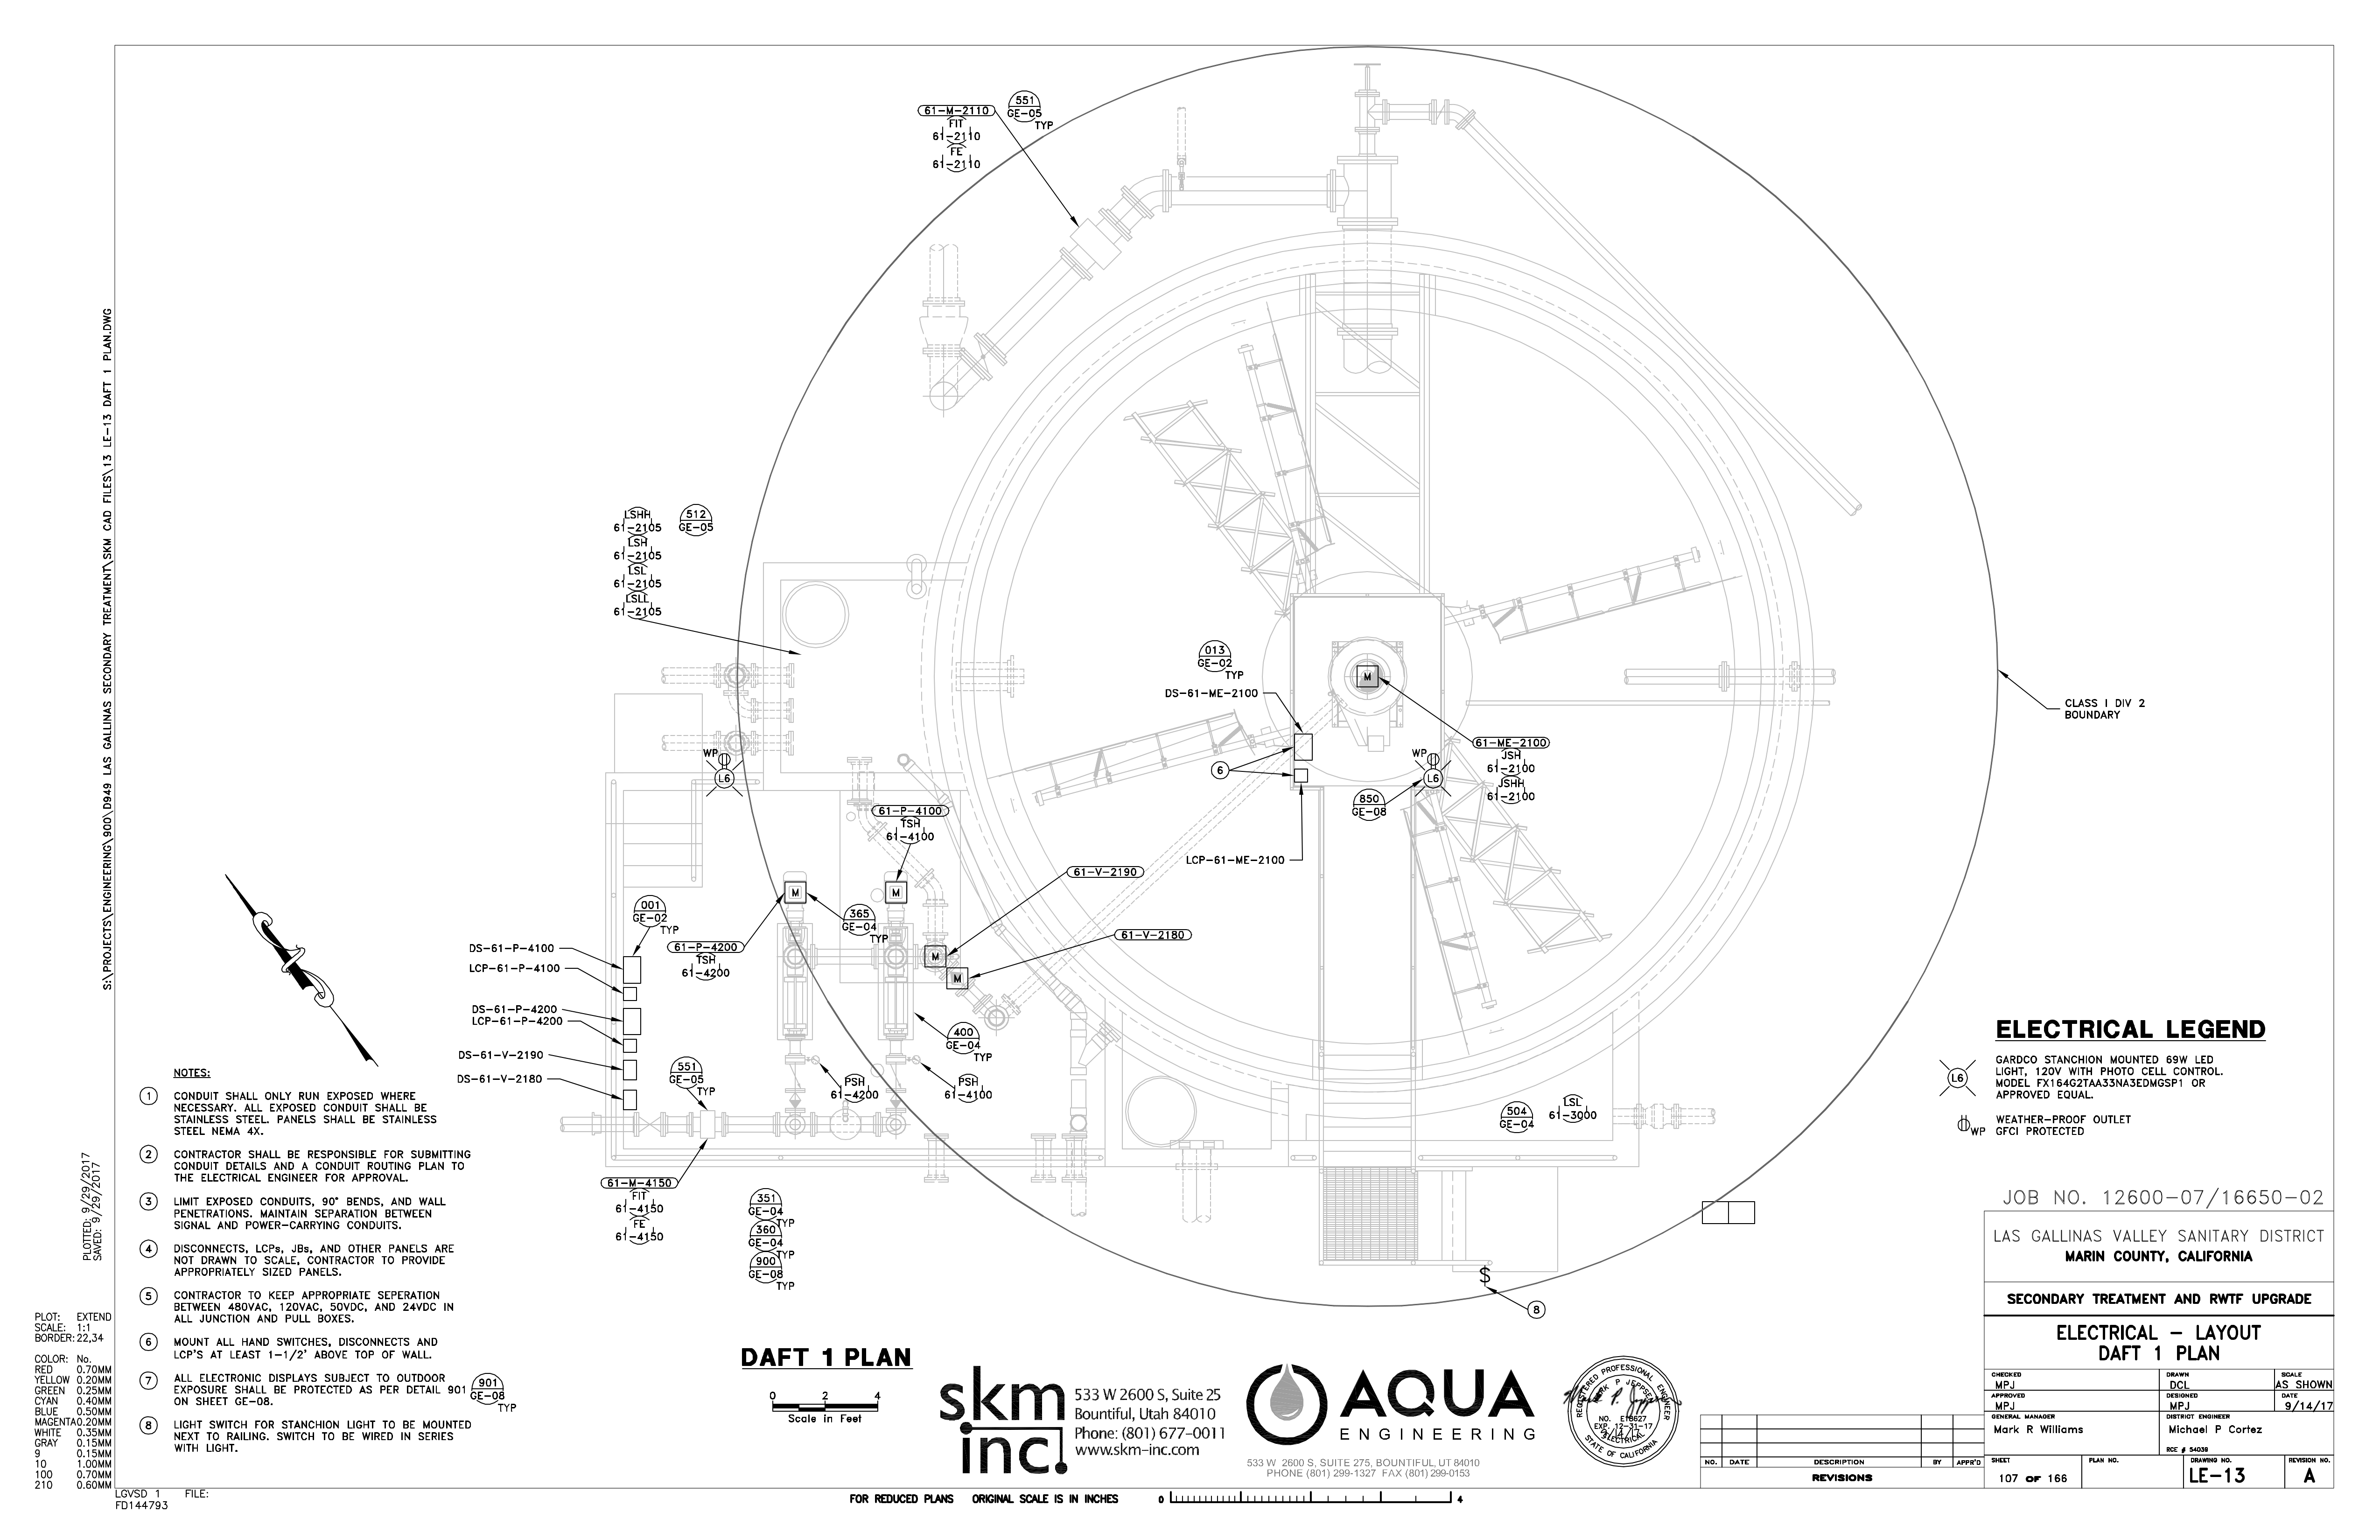 S:\PROJECTS\ENGINEERING\900\D949 LAS GALLINAS SECONDARY TREATMENT\SKM CAD FILES\13 LE-13 DAFT 1 PLAN.DWG
PLOTTED: 9/29/2017
SAVED: 9/29/2017
PLOT: EXTEND
SCALE: 1:1
BORDER: 22,34
COLOR: No.
RED 0.70MM
YELLOW 0.20MM
GREEN 0.25MM
CYAN 0.40MM
BLUE 0.50MM
MAGENTA 0.20MM
WHITE 0.35MM
GRAY 0.15MM
9 0.15MM
10 1.00MM
100 0.70MM
210 0.60MM
LGVSD 1 FILE:
FD144793
61-M-2110
FIT
61-2110
FE
61-2110
551
GE-05
TYP
LSHH
61-2105
LSH
61-2105
LSL
61-2105
LSLL
61-2105
512
GE-05
013
GE-02
TYP
DS-61-ME-2100
M
6
LCP-61-ME-2100
61-ME-2100
JSH
61-2100
JSHH
61-2100
WP
L6
850
GE-08
CLASS I DIV 2
BOUNDARY
WP
L6
61-P-4100
TSH
61-4100
M
M
365
GE-04
TYP
61-P-4200
TSH
61-4200
61-V-2190
61-V-2180
M
M
001
GE-02
TYP
DS-61-P-4100
LCP-61-P-4100
DS-61-P-4200
LCP-61-P-4200
DS-61-V-2190
DS-61-V-2180
400
GE-04
TYP
551
GE-05
TYP
PSH
61-4200
PSH
61-4100
504
GE-04
LSL
61-3000
61-M-4150
FIT
61-4150
FE
61-4150
351
GE-04
TYP
360
GE-04
TYP
900
GE-08
TYP
$
8
NOTES:
1 CONDUIT SHALL ONLY RUN EXPOSED WHERE
NECESSARY. ALL EXPOSED CONDUIT SHALL BE
STAINLESS STEEL. PANELS SHALL BE STAINLESS
STEEL NEMA 4X.
2 CONTRACTOR SHALL BE RESPONSIBLE FOR SUBMITTING
CONDUIT DETAILS AND A CONDUIT ROUTING PLAN TO
THE ELECTRICAL ENGINEER FOR APPROVAL.
3 LIMIT EXPOSED CONDUITS, 90° BENDS, AND WALL
PENETRATIONS. MAINTAIN SEPARATION BETWEEN
SIGNAL AND POWER-CARRYING CONDUITS.
4 DISCONNECTS, LCPs, JBs, AND OTHER PANELS ARE
NOT DRAWN TO SCALE, CONTRACTOR TO PROVIDE
APPROPRIATELY SIZED PANELS.
5 CONTRACTOR TO KEEP APPROPRIATE SEPERATION
BETWEEN 480VAC, 120VAC, 50VDC, AND 24VDC IN
ALL JUNCTION AND PULL BOXES.
6 MOUNT ALL HAND SWITCHES, DISCONNECTS AND
LCP'S AT LEAST 1-1/2' ABOVE TOP OF WALL.
7 ALL ELECTRONIC DISPLAYS SUBJECT TO OUTDOOR
EXPOSURE SHALL BE PROTECTED AS PER DETAIL 901
ON SHEET GE-08.
901
GE-08
TYP
8 LIGHT SWITCH FOR STANCHION LIGHT TO BE MOUNTED
NEXT TO RAILING. SWITCH TO BE WIRED IN SERIES
WITH LIGHT.
DAFT 1 PLAN
0 2 4
Scale in Feet
skm
inc.
533 W 2600 S, Suite 25
Bountiful, Utah 84010
Phone: (801) 677-0011
www.skm-inc.com
AQUA
ENGINEERING
533 W 2600 S, SUITE 275, BOUNTIFUL, UT 84010
PHONE (801) 299-1327 FAX (801) 299-0153
REGISTERED PROFESSIONAL ENGINEER
MARK P JEPPSEN
NO. E18627
EXP. 12-31-17
9/14/17
ELECTRICAL
STATE OF CALIFORNIA
FOR REDUCED PLANS ORIGINAL SCALE IS IN INCHES 0 4
ELECTRICAL LEGEND
L6
GARDCO STANCHION MOUNTED 69W LED
LIGHT, 120V WITH PHOTO CELL CONTROL.
MODEL FX164G2TAA33NA3EDMGSP1 OR
APPROVED EQUAL.
WP
WEATHER-PROOF OUTLET
GFCI PROTECTED
JOB NO. 12600-07/16650-02
LAS GALLINAS VALLEY SANITARY DISTRICT
MARIN COUNTY, CALIFORNIA
SECONDARY TREATMENT AND RWTF UPGRADE
ELECTRICAL - LAYOUT
DAFT 1 PLAN
CHECKED MPJ
DRAWN DCL
SCALE AS SHOWN
APPROVED MPJ
DESIGNED MPJ
DATE 9/14/17
GENERAL MANAGER
Mark R Williams
DISTRICT ENGINEER
Michael P Cortez
RCE # 54039
NO. DATE DESCRIPTION BY APPR'D
REVISIONS
SHEET 107 OF 166
PLAN NO.
DRAWING NO. LE-13
REVISION NO. A